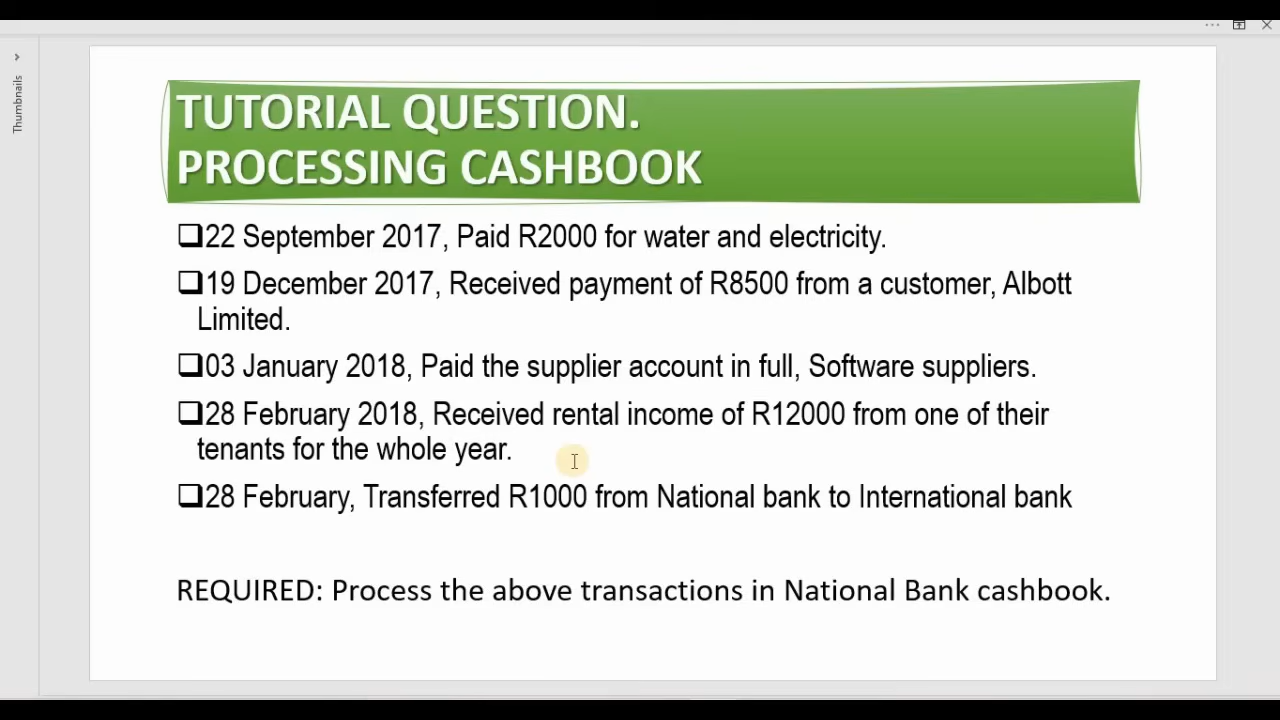 Thumbnails
TUTORIAL QUESTION.
PROCESSING CASHBOOK
22 September 2017, Paid R2000 for water and electricity.
19 December 2017, Received payment of R8500 from a customer, Albott
Limited.
03 January 2018, Paid the supplier account in full, Software suppliers.
28 February 2018, Received rental income of R12000 from one of their
tenants for the whole year.
28 February, Transferred R1000 from National bank to International bank
REQUIRED: Process the above transactions in National Bank cashbook.